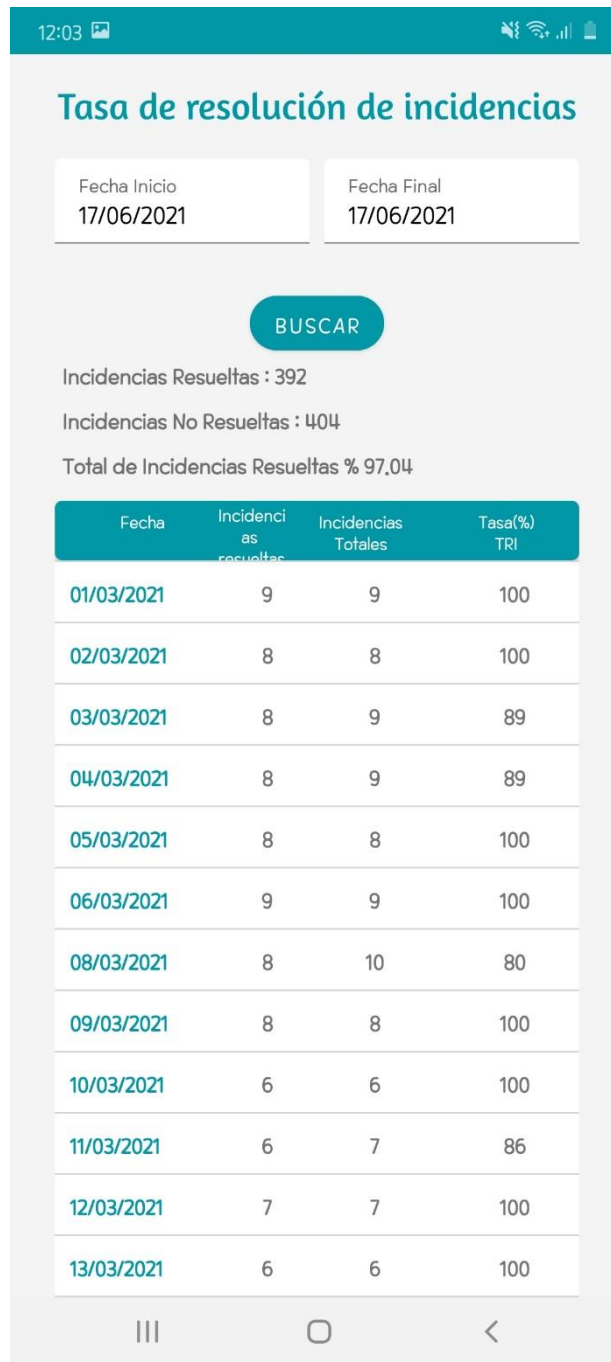 12:03
Tasa de resolución de incidencias
Fecha Inicio Fecha Final
17/06/2021 17/06/2021
BUSCAR
Incidencias Resueltas : 392
Incidencias No Resueltas : 404
Total de Incidencias Resueltas % 97.04
Fecha Incidenci Incidencias Tasa(%)
as Totales TRI
resueltas
01/03/2021 9 9 100
02/03/2021 8 8 100
03/03/2021 8 9 89
04/03/2021 8 9 89
05/03/2021 8 8 100
06/03/2021 9 9 100
08/03/2021 8 10 80
09/03/2021 8 8 100
10/03/2021 6 6 100
11/03/2021 6 7 86
12/03/2021 7 7 100
13/03/2021 6 6 100